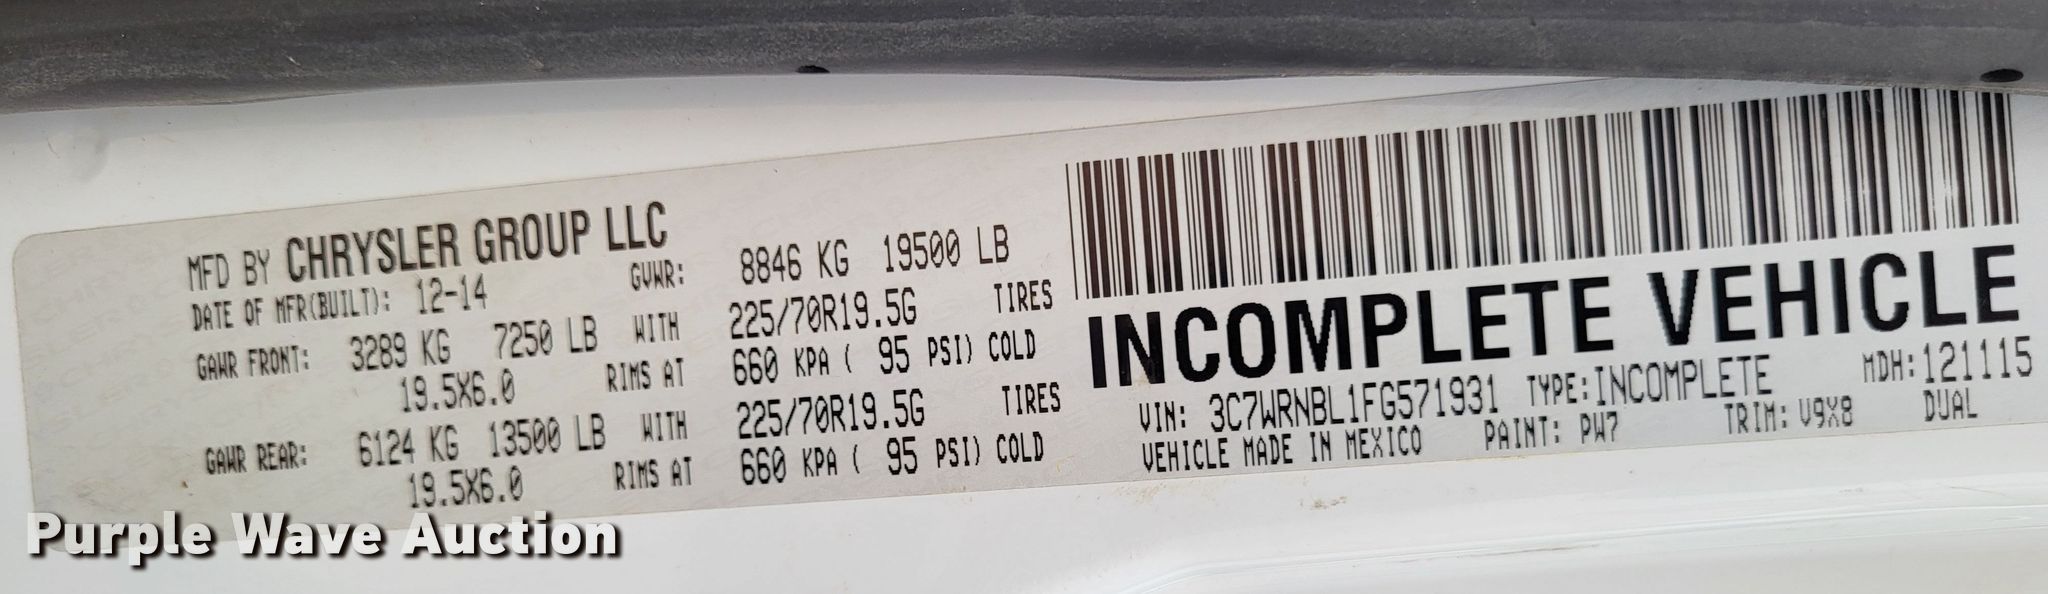 MFD BY CHRYSLER GROUP LLC
DATE OF MFR(BUILT): 12-14 GVWR: 8846 KG 19500 LB
GAWR FRONT: 3289 KG 7250 LB WITH 225/70R19.5G TIRES
19.5X6.0 RIMS AT 660 KPA ( 95 PSI) COLD
GAWR REAR: 6124 KG 13500 LB WITH 225/70R19.5G TIRES
19.5X6.0 RIMS AT 660 KPA ( 95 PSI) COLD
INCOMPLETE VEHICLE
VIN: 3C7WRNBL1FG571931 TYPE:INCOMPLETE MDH:121115
VEHICLE MADE IN MEXICO PAINT: PW7 TRIM: V9X8 DUAL
Purple Wave Auction